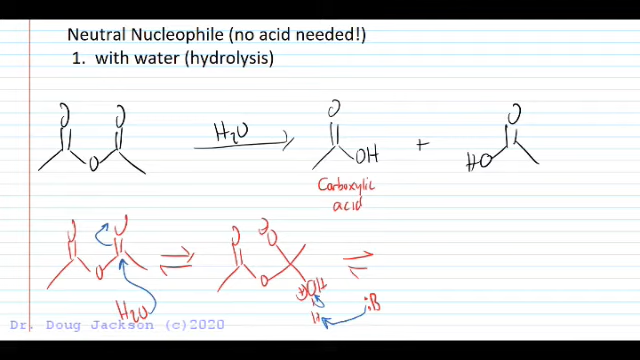 Neutral Nucleophile (no acid needed!)
1. with water (hydrolysis)
O O H2O O O
O OH + HO
Carboxylic
acid
O O O O
O O OH
H :B
H2O
Dr. Doug Jackson (c)2020